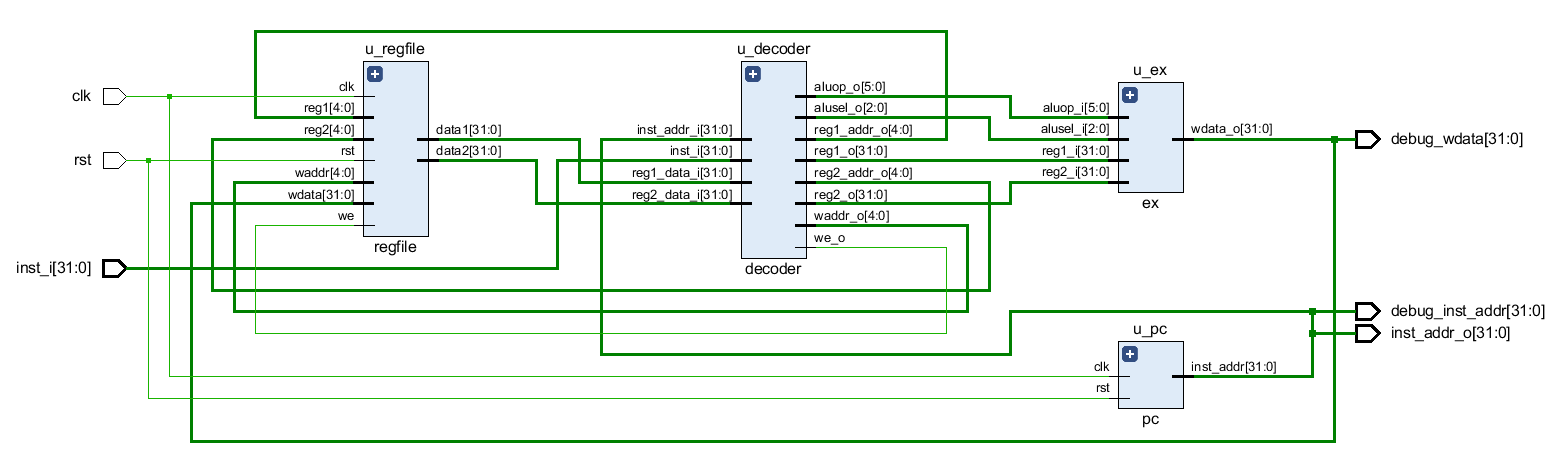 clk
rst
inst_i[31:0]
u_regfile
clk
reg1[4:0]
reg2[4:0]
rst
waddr[4:0]
wdata[31:0]
we
data1[31:0]
data2[31:0]
regfile
u_decoder
inst_addr_i[31:0]
inst_i[31:0]
reg1_data_i[31:0]
reg2_data_i[31:0]
aluop_o[5:0]
alusel_o[2:0]
reg1_addr_o[4:0]
reg1_o[31:0]
reg2_addr_o[4:0]
reg2_o[31:0]
waddr_o[4:0]
we_o
decoder
u_ex
aluop_i[5:0]
alusel_i[2:0]
reg1_i[31:0]
reg2_i[31:0]
wdata_o[31:0]
ex
u_pc
clk
rst
inst_addr[31:0]
pc
debug_wdata[31:0]
debug_inst_addr[31:0]
inst_addr_o[31:0]